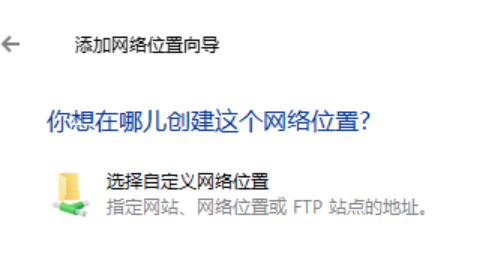 添加网络位置向导
你想在哪儿创建这个网络位置?
选择自定义网络位置
指定网站、网络位置或 FTP 站点的地址。